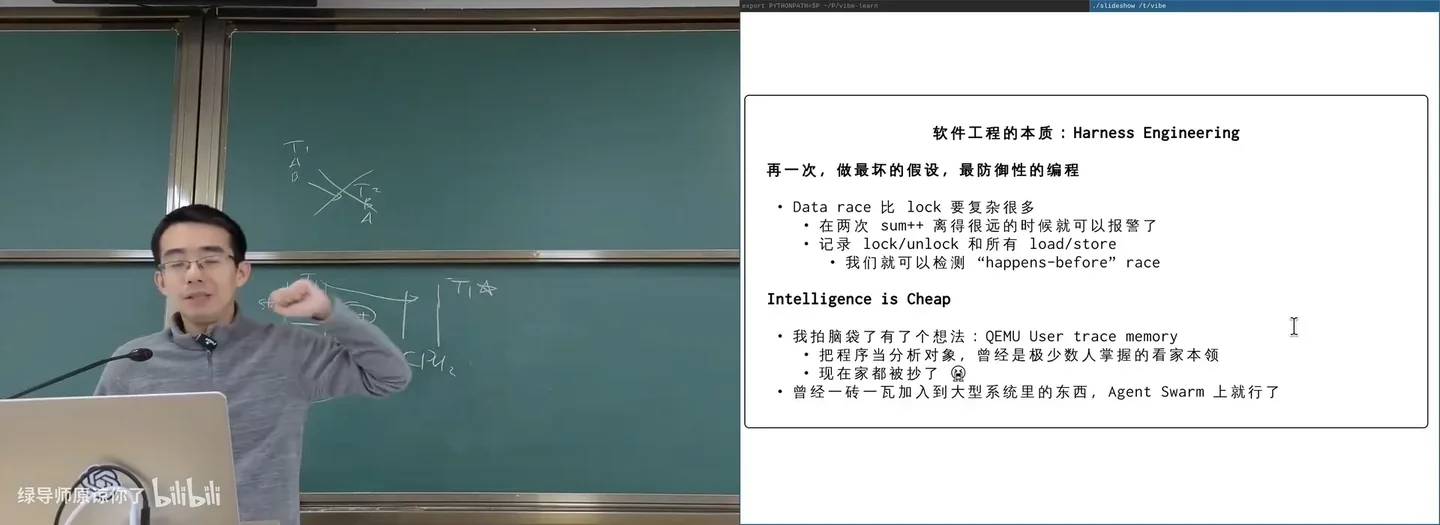 export PYTHONPATH=$P ~/P/vibe-learn
./slideshow /t/vibe
软件工程的本质：Harness Engineering
再一次，做最坏的假设，最防御性的编程
• Data race 比 lock 要复杂很多
• 在两次 sum++ 离得很远的时候就可以报警了
• 记录 lock/unlock 和所有 load/store
• 我们就可以检测 “happens-before” race
Intelligence is Cheap
• 我拍脑袋了有了个想法：QEMU User trace memory
• 把程序当分析对象，曾经是极少数人掌握的看家本领
• 现在家都被抄了 😭
• 曾经一砖一瓦加入到大型系统里的东西，Agent Swarm 上就行了
T1
A
B
T2
B
A
T1
CPU2
绿导师原谅你了 bilibili